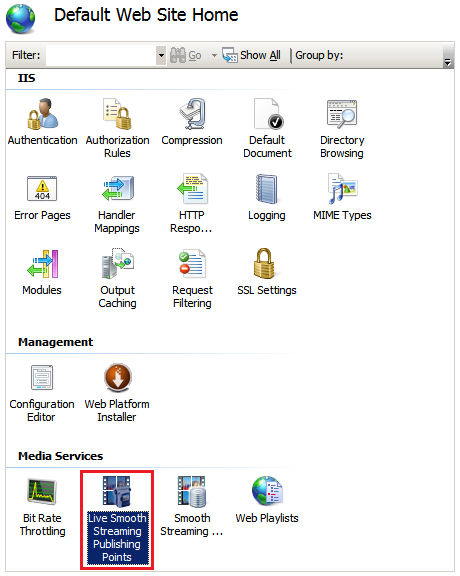 Default Web Site Home
Filter: Go Show All Group by:
IIS
Authentication Authorization Rules Compression Default Document Directory Browsing
404
Error Pages Handler Mappings HTTP Respo... Logging MIME Types
Modules Output Caching Request Filtering SSL Settings
Management
Configuration Editor Web Platform Installer
Media Services
Bit Rate Throttling Live Smooth Streaming Publishing Points Smooth Streaming ... Web Playlists